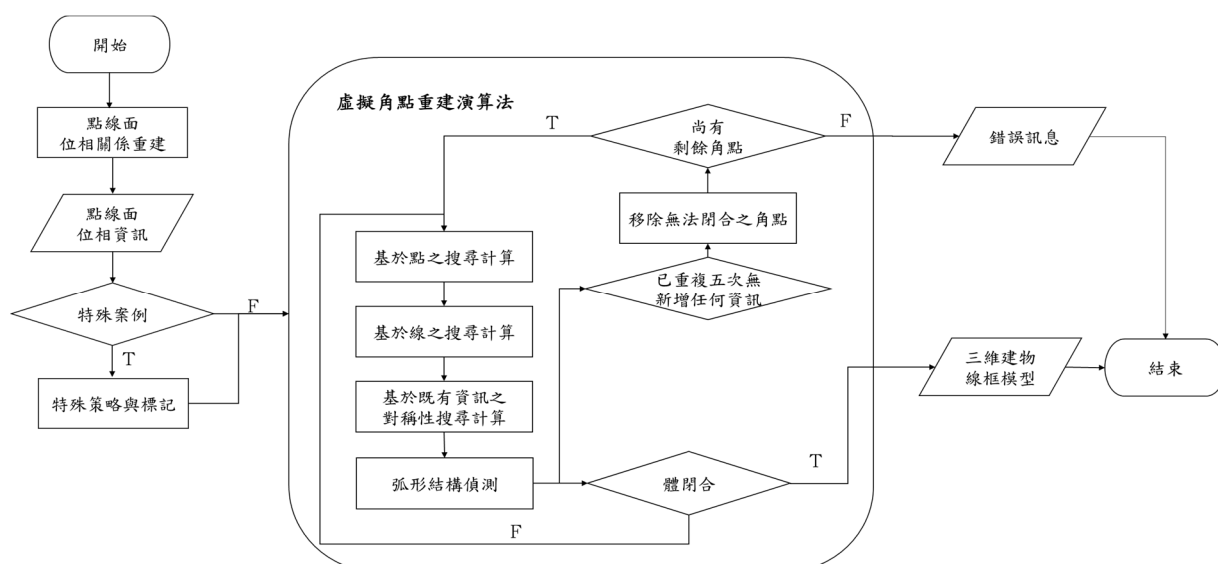 開始
點線面
位相關係重建
點線面
位相資訊
特殊案例
F
T
特殊策略與標記
虛擬角點重建演算法
T
尚有
剩餘角点
F
移除無法閉合之角點
已重複五次無
新增任何資訊
基於點之搜尋計算
基於線之搜尋計算
基於既有資訊之
對稱性搜尋計算
弧形結構偵測
體閉合
T
F
錯誤訊息
三維建物
線框模型
結束